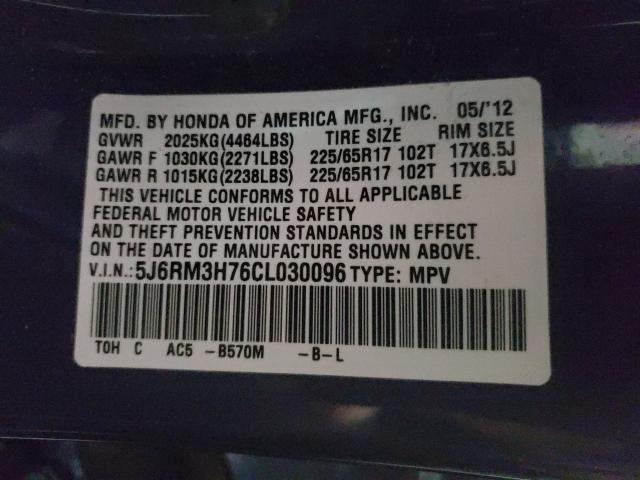 MFD. BY HONDA OF AMERICA MFG., INC. 05/'12
GVWR 2025KG(4464LBS) TIRE SIZE RIM SIZE
GAWR F 1030KG(2271LBS) 225/65R17 102T 17X6.5J
GAWR R 1015KG(2238LBS) 225/65R17 102T 17X6.5J
THIS VEHICLE CONFORMS TO ALL APPLICABLE
FEDERAL MOTOR VEHICLE SAFETY
AND THEFT PREVENTION STANDARDS IN EFFECT
ON THE DATE OF MANUFACTURE SHOWN ABOVE.
V.I.N.:5J6RM3H76CL030096 TYPE: MPV
TOH C AC5 -B570M -B-L